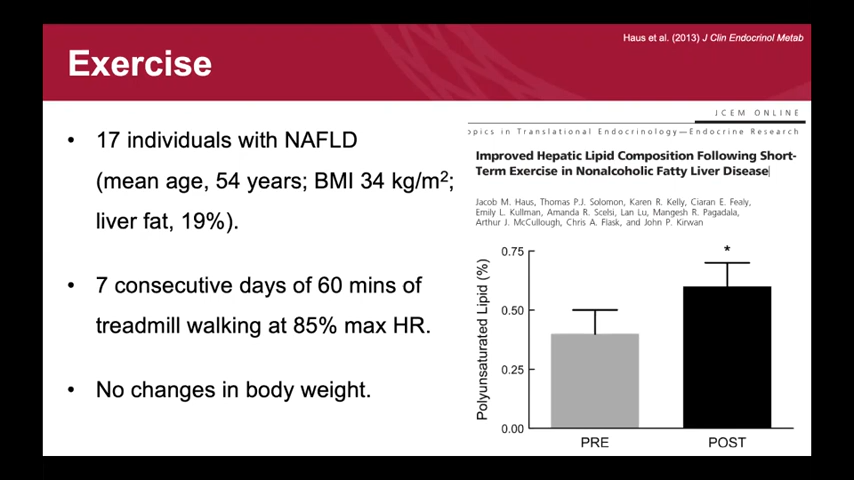 Haus et al. (2013) J Clin Endocrinol Metab
Exercise
• 17 individuals with NAFLD
(mean age, 54 years; BMI 34 kg/m2;
liver fat, 19%).
• 7 consecutive days of 60 mins of
treadmill walking at 85% max HR.
• No changes in body weight.
JCEM ONLINE
opics in Translational Endocrinology—Endocrine Research
Improved Hepatic Lipid Composition Following Short-
Term Exercise in Nonalcoholic Fatty Liver Disease
Jacob M. Haus, Thomas P.J. Solomon, Karen R. Kelly, Ciaran E. Fealy,
Emily L. Kullman, Amanda R. Scelsi, Lan Lu, Mangesh R. Pagadala,
Arthur J. McCullough, Chris A. Flask, and John P. Kirwan
Polyunsaturated Lipid (%)
0.75
0.50
0.25
0.00
*
PRE
POST